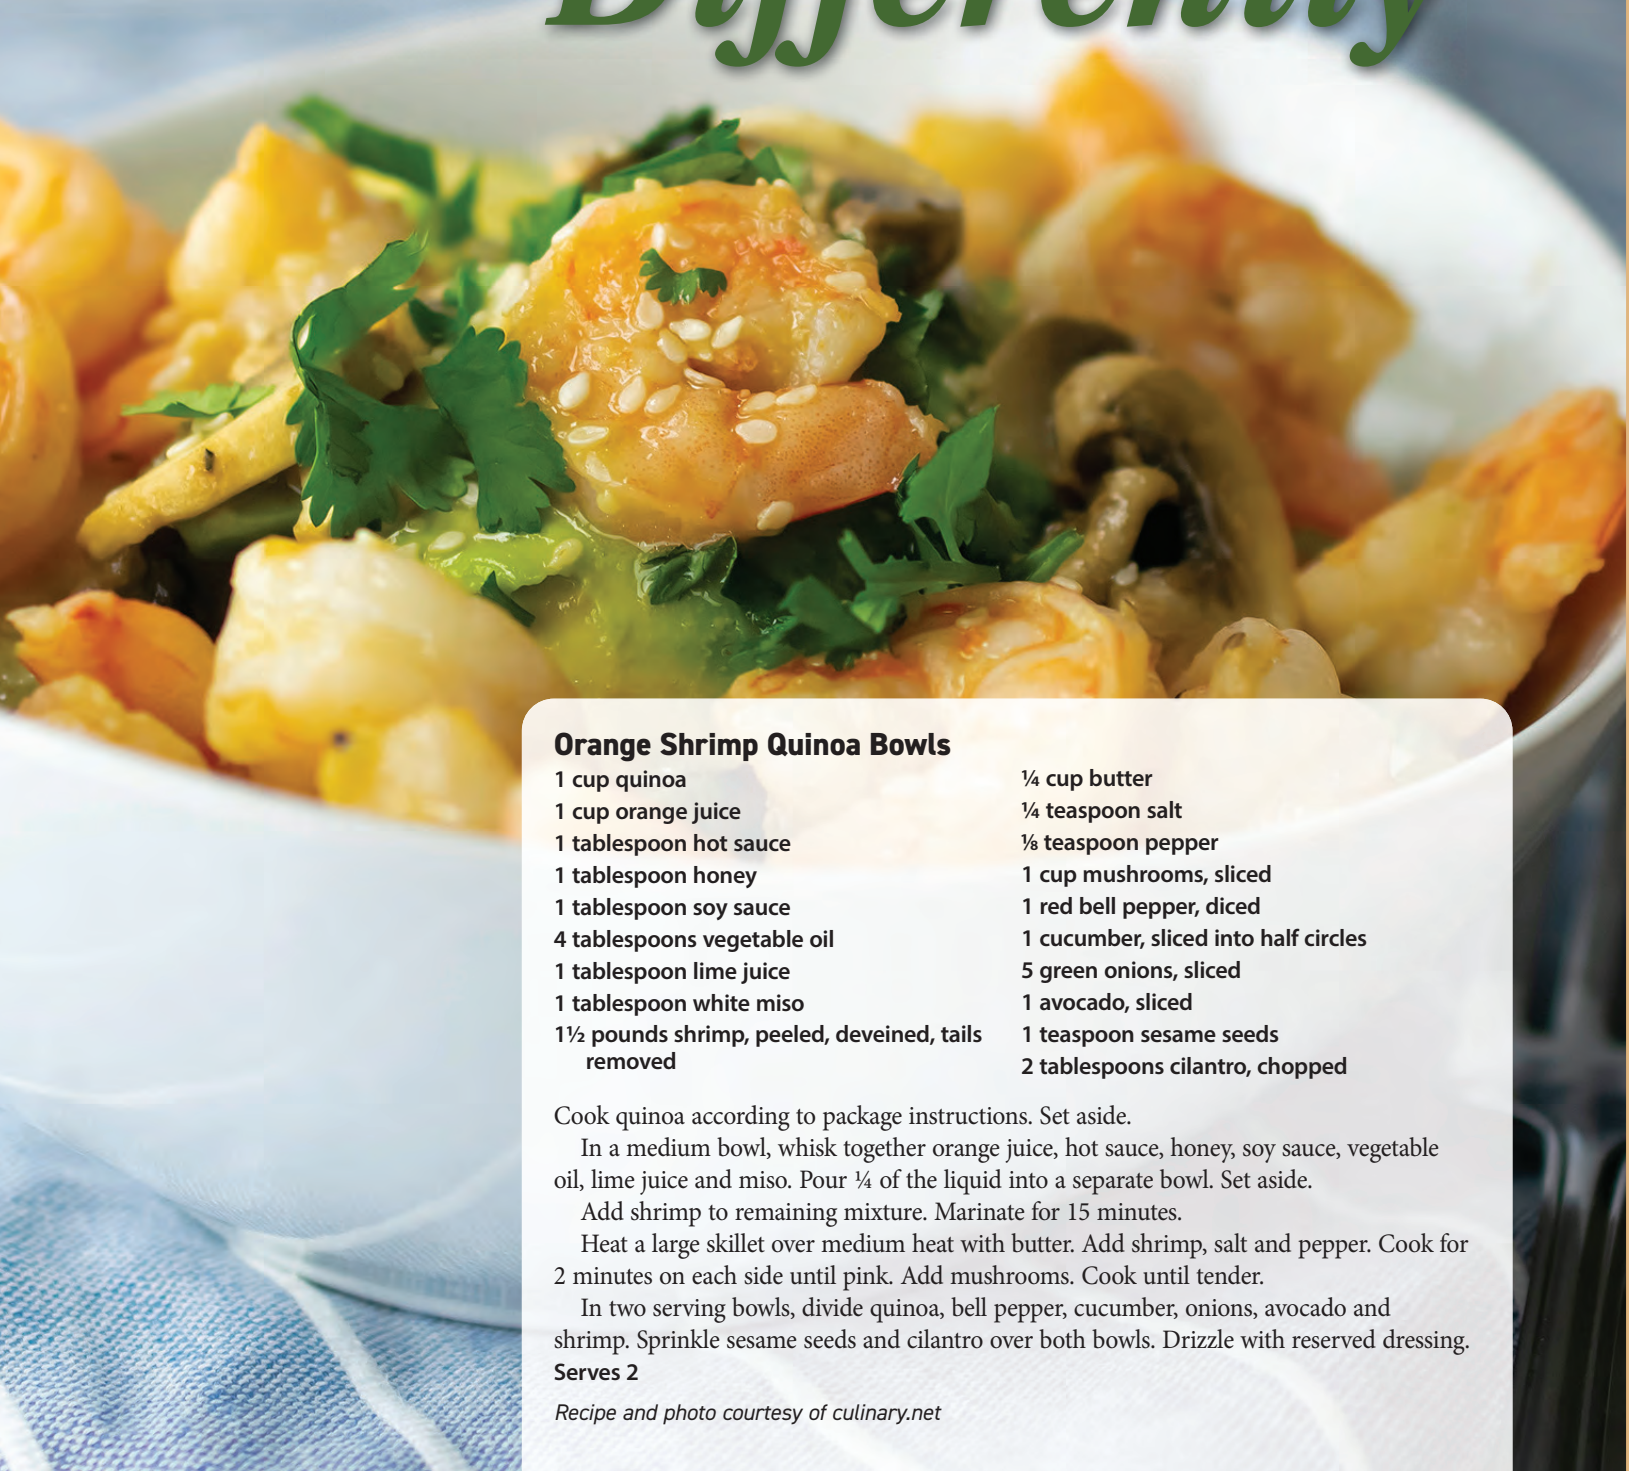 Differently
Orange Shrimp Quinoa Bowls
1 cup quinoa
1 cup orange juice
1 tablespoon hot sauce
1 tablespoon honey
1 tablespoon soy sauce
4 tablespoons vegetable oil
1 tablespoon lime juice
1 tablespoon white miso
1½ pounds shrimp, peeled, deveined, tails
removed
¼ cup butter
¼ teaspoon salt
⅛ teaspoon pepper
1 cup mushrooms, sliced
1 red bell pepper, diced
1 cucumber, sliced into half circles
5 green onions, sliced
1 avocado, sliced
1 teaspoon sesame seeds
2 tablespoons cilantro, chopped
Cook quinoa according to package instructions. Set aside.
In a medium bowl, whisk together orange juice, hot sauce, honey, soy sauce, vegetable
oil, lime juice and miso. Pour ¼ of the liquid into a separate bowl. Set aside.
Add shrimp to remaining mixture. Marinate for 15 minutes.
Heat a large skillet over medium heat with butter. Add shrimp, salt and pepper. Cook for
2 minutes on each side until pink. Add mushrooms. Cook until tender.
In two serving bowls, divide quinoa, bell pepper, cucumber, onions, avocado and
shrimp. Sprinkle sesame seeds and cilantro over both bowls. Drizzle with reserved dressing.
Serves 2
Recipe and photo courtesy of culinary.net